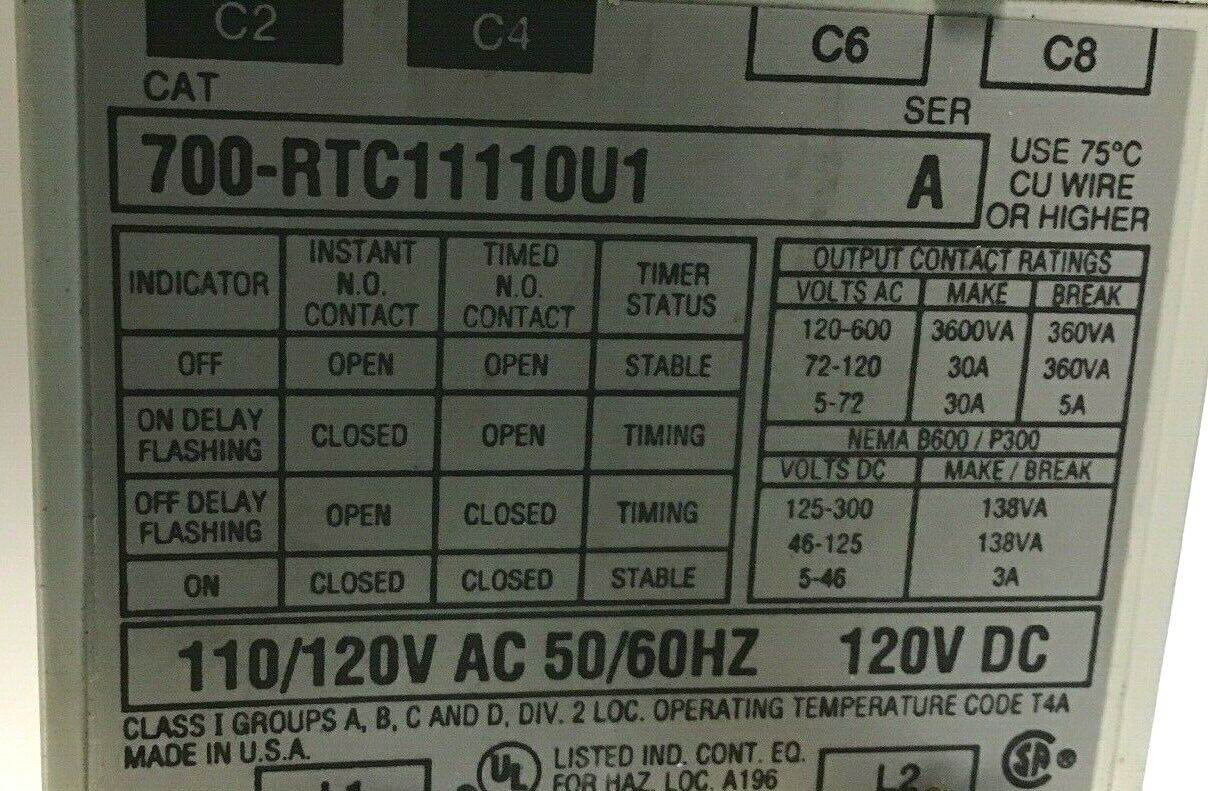 C2 C4 C6 C8
CAT SER
700-RTC11110U1 A
USE 75°C
CU WIRE
OR HIGHER
INDICATOR INSTANT N.O. CONTACT TIMED N.O. CONTACT TIMER STATUS
OFF OPEN OPEN STABLE
ON DELAY FLASHING CLOSED OPEN TIMING
OFF DELAY FLASHING OPEN CLOSED TIMING
ON CLOSED CLOSED STABLE
OUTPUT CONTACT RATINGS
VOLTS AC MAKE BREAK
120-600 3600VA 360VA
72-120 30A 360VA
5-72 30A 5A
NEMA B600 / P300
VOLTS DC MAKE / BREAK
125-300 138VA
46-125 138VA
5-46 3A
110/120V AC 50/60HZ 120V DC
CLASS I GROUPS A, B, C AND D, DIV. 2 LOC. OPERATING TEMPERATURE CODE T4A
MADE IN U.S.A.
UL LISTED IND. CONT. EQ.
FOR HAZ. LOC. A196
SA ®
L1 L2